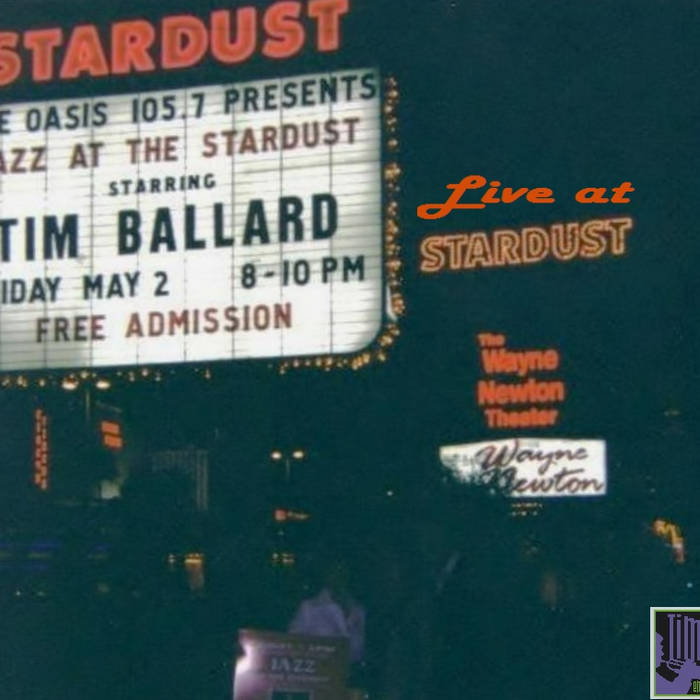 STARDUST
E OASIS 105.7 PRESENTS
AZZ AT THE STARDUST
STARRING
TIM BALLARD
IDAY MAY 2 8-10 PM
FREE ADMISSION
Live at
STARDUST
The
Wayne
Newton
Theater
Wayne
Newton
JAZZ
Tim